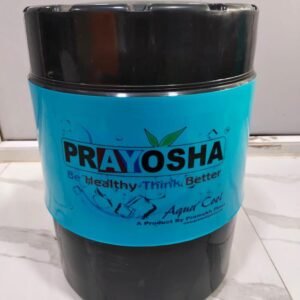 PRAYOSHA
Be Healthy Think Better
Aqua Cool
A Product By